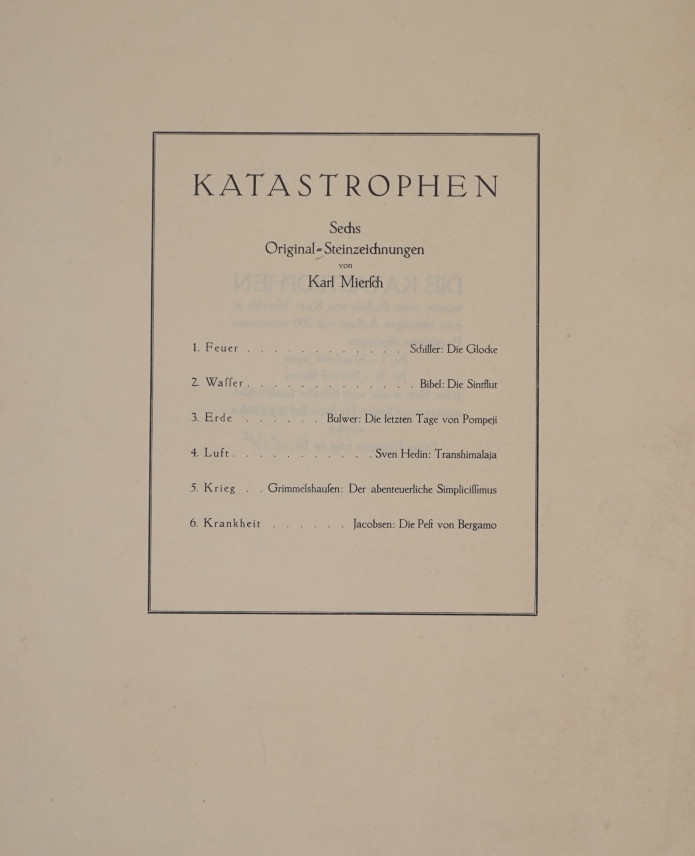 KATASTROPHEN
Sechs
Original=Steinzeichnungen
von
Karl Mierſch
1. Feuer . . . . . . . . . . . . Schiller: Die Glocke
2. Waſſer . . . . . . . . . . . . . Bibel: Die Sintflut
3. Erde . . . . . . Bulwer: Die letzten Tage von Pompeji
4. Luft . . . . . . . . . . . Sven Hedin: Transhimalaja
5. Krieg . . Grimmelshauſen: Der abenteuerliche Simpliciſſimus
6. Krankheit . . . . . . Jacobsen: Die Peſt von Bergamo